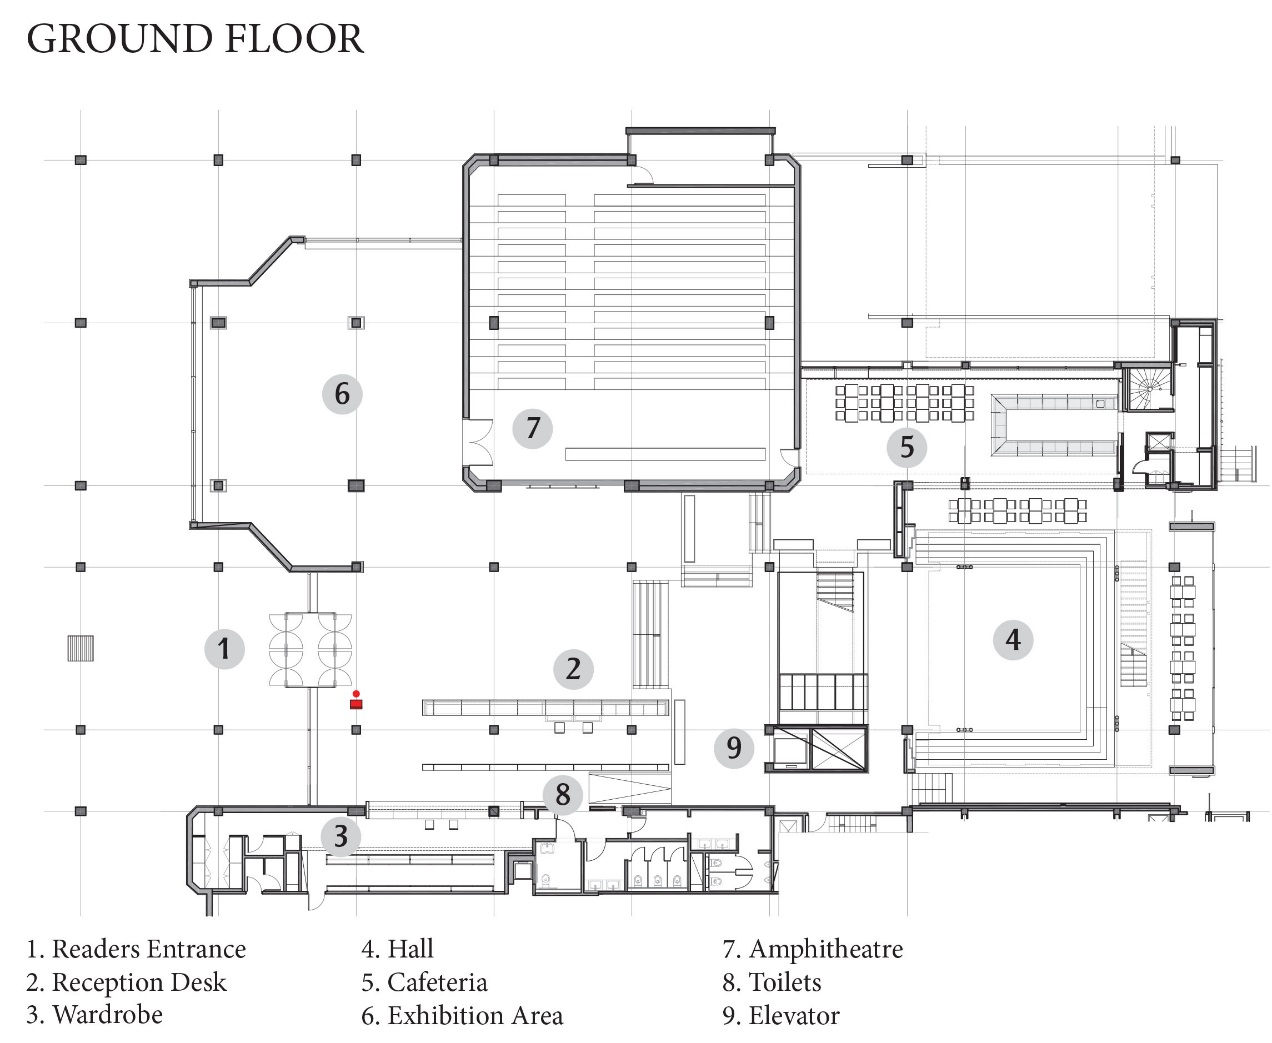 GROUND FLOOR
6
7
5
1
2
4
9
8
3
1. Readers Entrance
2. Reception Desk
3. Wardrobe
4. Hall
5. Cafeteria
6. Exhibition Area
7. Amphitheatre
8. Toilets
9. Elevator